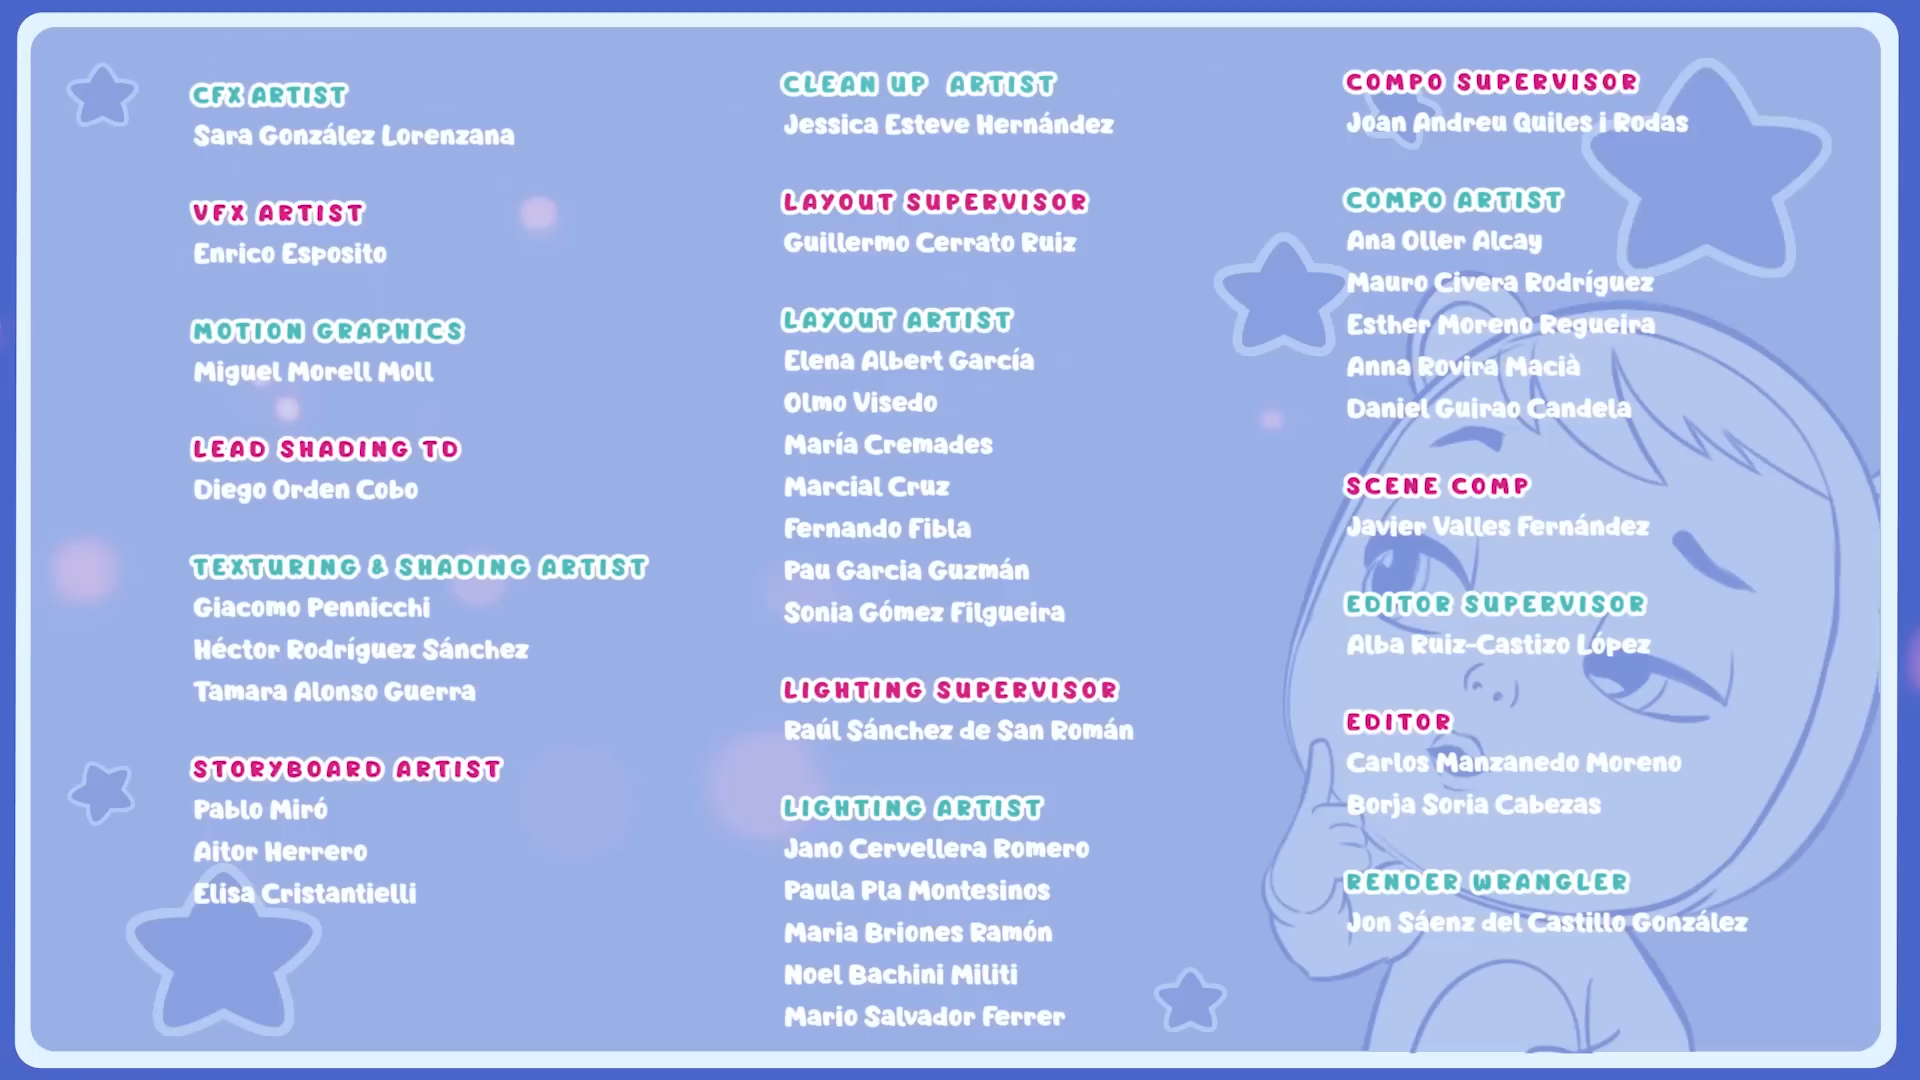 CFX ARTIST
Sara González Lorenzana
VFX ARTIST
Enrico Esposito
MOTION GRAPHICS
Miguel Morell Moll
LEAD SHADING TD
Diego Orden Cobo
TEXTURING & SHADING ARTIST
Giacomo Pennicchi
Héctor Rodríguez Sánchez
Tamara Alonso Guerra
STORYBOARD ARTIST
Pablo Miró
Aitor Herrero
Elisa Cristantielli
CLEAN UP ARTIST
Jessica Esteve Hernández
LAYOUT SUPERVISOR
Guillermo Cerrato Ruiz
LAYOUT ARTIST
Elena Albert García
Olmo Visedo
María Cremades
Marcial Cruz
Fernando Fibla
Pau Garcia Guzmán
Sonia Gómez Filgueira
LIGHTING SUPERVISOR
Raúl Sánchez de San Román
LIGHTING ARTIST
Jano Cervellera Romero
Paula Pla Montesinos
Maria Briones Ramón
Noel Bachini Militi
Mario Salvador Ferrer
COMPO SUPERVISOR
Joan Andreu Quiles i Rodas
COMPO ARTIST
Ana Oller Alcay
Mauro Civera Rodríguez
Esther Moreno Regueira
Anna Rovira Macià
Daniel Guirao Candela
SCENE COMP
Javier Valles Fernández
EDITOR SUPERVISOR
Alba Ruiz-Castizo López
EDITOR
Carlos Manzanedo Moreno
Borja Soria Cabezas
RENDER WRANGLER
Jon Sáenz del Castillo González